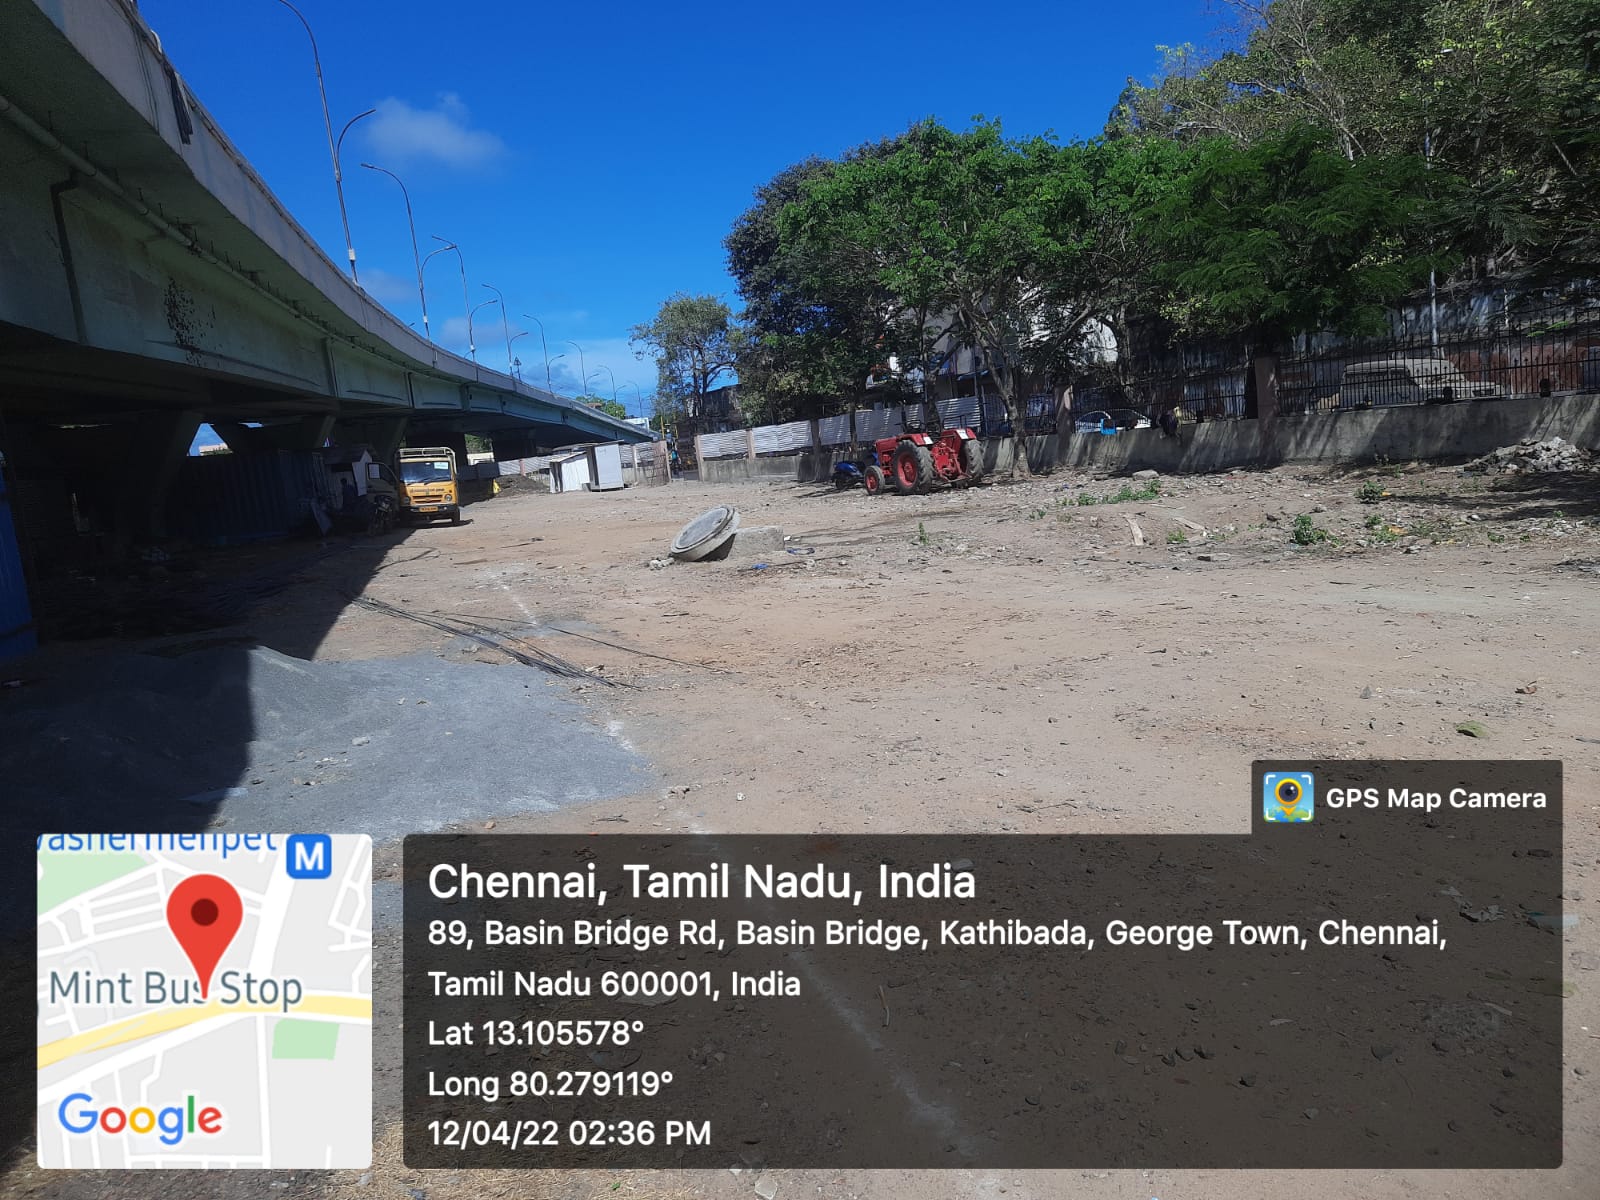 GPS Map Camera
Chennai, Tamil Nadu, India
89, Basin Bridge Rd, Basin Bridge, Kathibada, George Town, Chennai,
Tamil Nadu 600001, India
Lat 13.105578°
Long 80.279119°
12/04/22 02:36 PM
M
Mint Bus Stop
Google